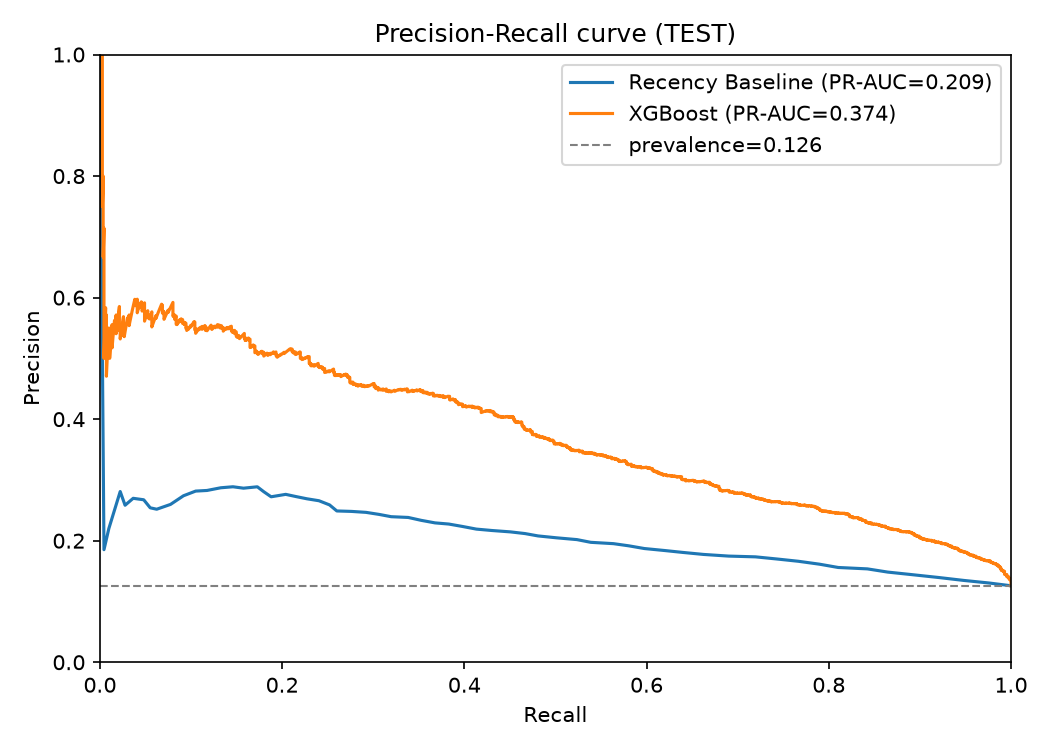 Precision-Recall curve (TEST)
Recency Baseline (PR-AUC=0.209)
XGBoost (PR-AUC=0.374)
prevalence=0.126
Precision
1.0
0.8
0.6
0.4
0.2
0.0
0.0 0.2 0.4 0.6 0.8 1.0
Recall